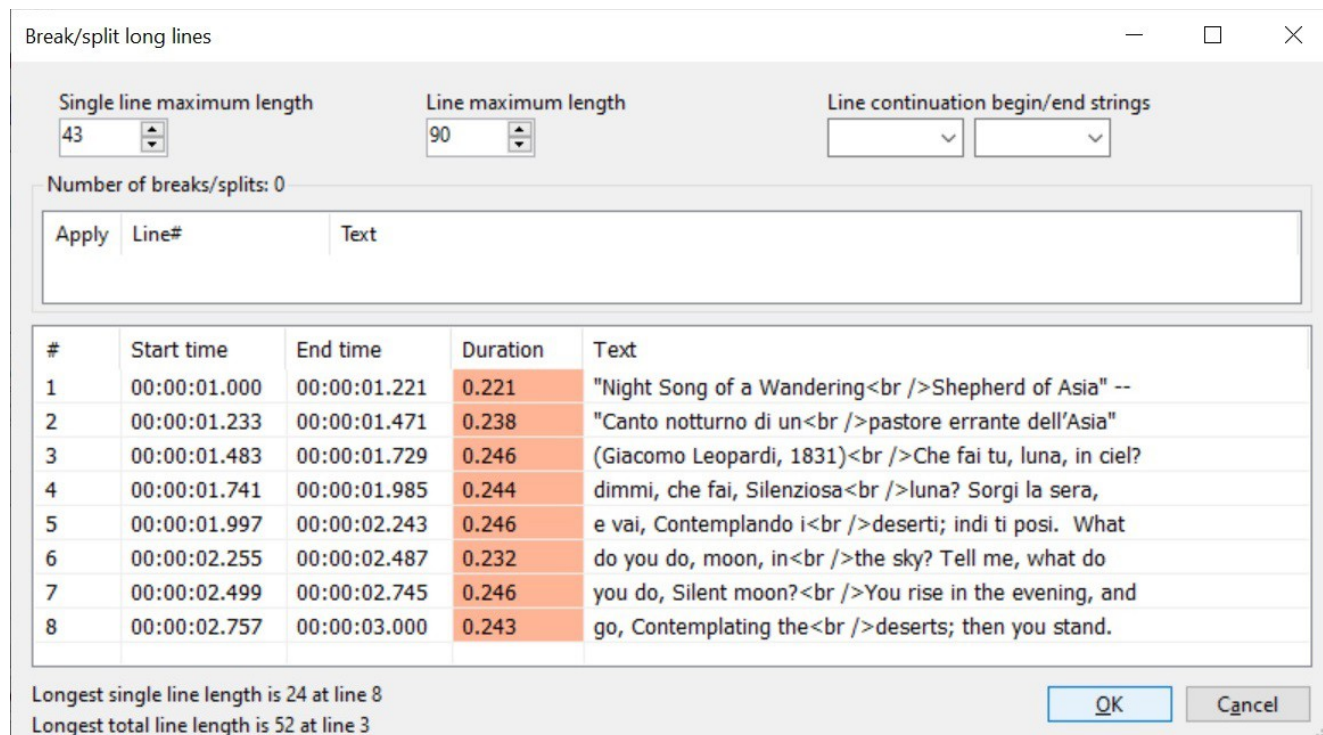 Break/split long lines
Single line maximum length Line maximum length Line continuation begin/end strings
43 90
Number of breaks/splits: 0
Apply Line# Text
# Start time End time Duration Text
1 00:00:01.000 00:00:01.221 0.221 "Night Song of a Wandering<br />Shepherd of Asia" --
2 00:00:01.233 00:00:01.471 0.238 "Canto notturno di un<br />pastore errante dell’Asia"
3 00:00:01.483 00:00:01.729 0.246 (Giacomo Leopardi, 1831)<br />Che fai tu, luna, in ciel?
4 00:00:01.741 00:00:01.985 0.244 dimmi, che fai, Silenziosa<br />luna? Sorgi la sera,
5 00:00:01.997 00:00:02.243 0.246 e vai, Contemplando i<br />deserti; indi ti posi.  What
6 00:00:02.255 00:00:02.487 0.232 do you do, moon, in<br />the sky? Tell me, what do
7 00:00:02.499 00:00:02.745 0.246 you do, Silent moon?<br />You rise in the evening, and
8 00:00:02.757 00:00:03.000 0.243 go, Contemplating the<br />deserts; then you stand.
Longest single line length is 24 at line 8
Longest total line length is 52 at line 3
OK Cancel